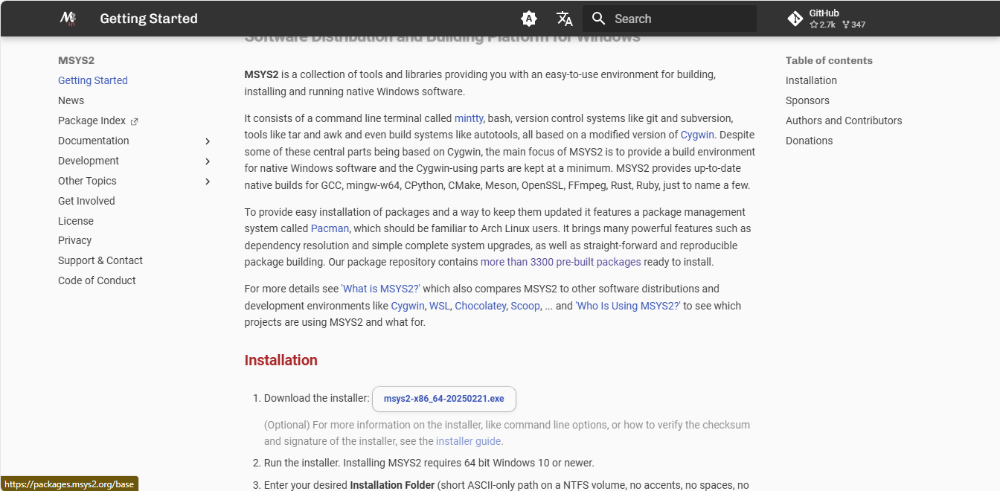 Getting Started
Search
GitHub
2.7k 347
Software Distribution and Building Platform for Windows
MSYS2
Getting Started
News
Package Index
Documentation
Development
Other Topics
Get Involved
License
Privacy
Support & Contact
Code of Conduct
MSYS2 is a collection of tools and libraries providing you with an easy-to-use environment for building,
installing and running native Windows software.
It consists of a command line terminal called mintty, bash, version control systems like git and subversion,
tools like tar and awk and even build systems like autotools, all based on a modified version of Cygwin. Despite
some of these central parts being based on Cygwin, the main focus of MSYS2 is to provide a build environment
for native Windows software and the Cygwin-using parts are kept at a minimum. MSYS2 provides up-to-date
native builds for GCC, mingw-w64, CPython, CMake, Meson, OpenSSL, FFmpeg, Rust, Ruby, just to name a few.
To provide easy installation of packages and a way to keep them updated it features a package management
system called Pacman, which should be familiar to Arch Linux users. It brings many powerful features such as
dependency resolution and simple complete system upgrades, as well as straight-forward and reproducible
package building. Our package repository contains more than 3300 pre-built packages ready to install.
For more details see 'What is MSYS2?' which also compares MSYS2 to other software distributions and
development environments like Cygwin, WSL, Chocolatey, Scoop, ... and 'Who Is Using MSYS2?' to see which
projects are using MSYS2 and what for.
Installation
1. Download the installer: msys2-x86_64-20250221.exe
(Optional) For more information on the installer, like command line options, or how to verify the checksum
and signature of the installer, see the installer guide.
2. Run the installer. Installing MSYS2 requires 64 bit Windows 10 or newer.
3. Enter your desired Installation Folder (short ASCII-only path on a NTFS volume, no accents, no spaces, no
Table of contents
Installation
Sponsors
Authors and Contributors
Donations
https://packages.msys2.org/base